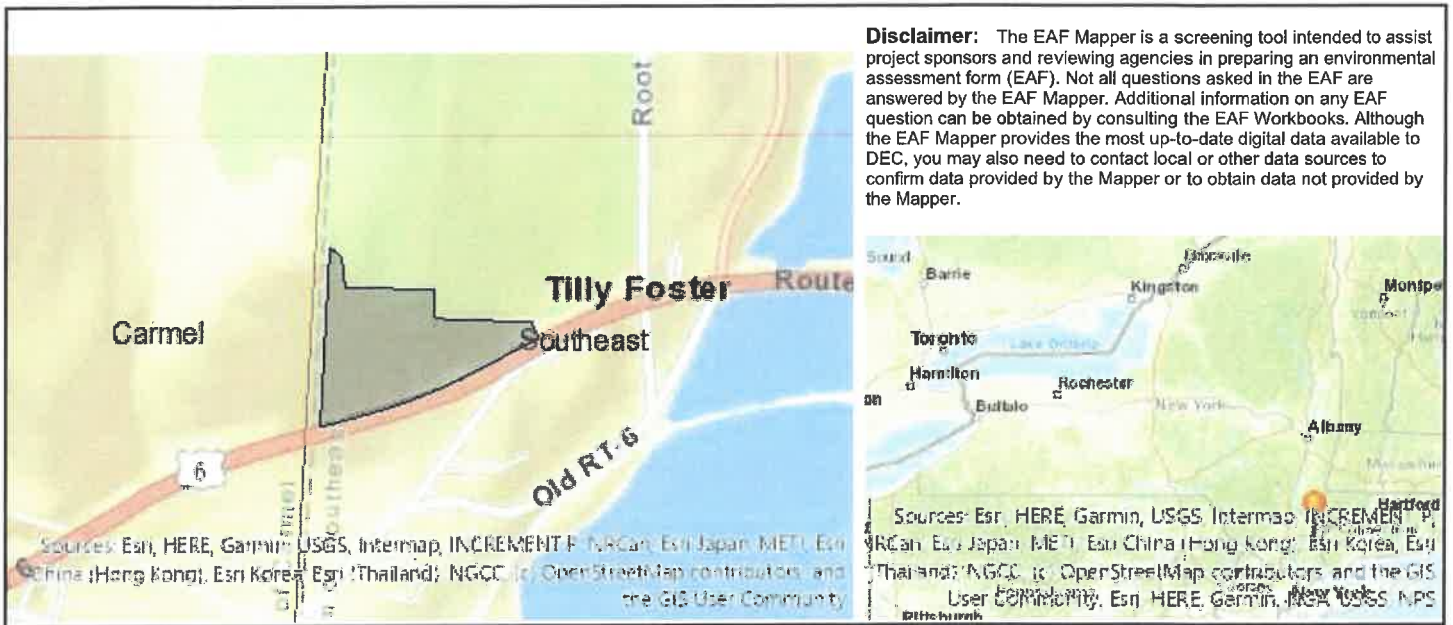 Disclaimer: The EAF Mapper is a screening tool intended to assist
project sponsors and reviewing agencies in preparing an environmental
assessment form (EAF). Not all questions asked in the EAF are
answered by the EAF Mapper. Additional information on any EAF
question can be obtained by consulting the EAF Workbooks. Although
the EAF Mapper provides the most up-to-date digital data available to
DEC, you may also need to contact local or other data sources to
confirm data provided by the Mapper or to obtain data not provided by
the Mapper.
Root
Tilly Foster
Route
Carmel
Southeast
6
Old RT-6
Sources: Esri, HERE, Garmin, USGS, Intermap, INCREMENT P, NRCan, Esri Japan, METI, Esri
China (Hong Kong), Esri Korea, Esri (Thailand), NGCC, (c) OpenStreetMap contributors, and
the GIS User Community
Sound
Barrie
Kingston
Montpe
Toronto
Lake Ontario
Hamilton
Rochester
Buffalo
New York
Albany
Hartford
Sources: Esri, HERE, Garmin, USGS, Intermap, INCREMENT P,
NRCan, Esri Japan, METI, Esri China (Hong Kong), Esri Korea, Esri
(Thailand), NGCC, (c) OpenStreetMap contributors, and the GIS
User Community, Esri, HERE, Garmin, NGA, USGS, NPS
New York
Pittsburgh